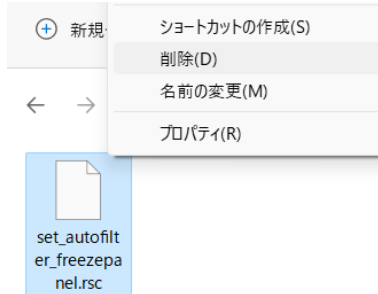 新規
ショートカットの作成(S)
削除(D)
名前の変更(M)
プロパティ(R)
set_autofilt
er_freezepa
nel.rsc